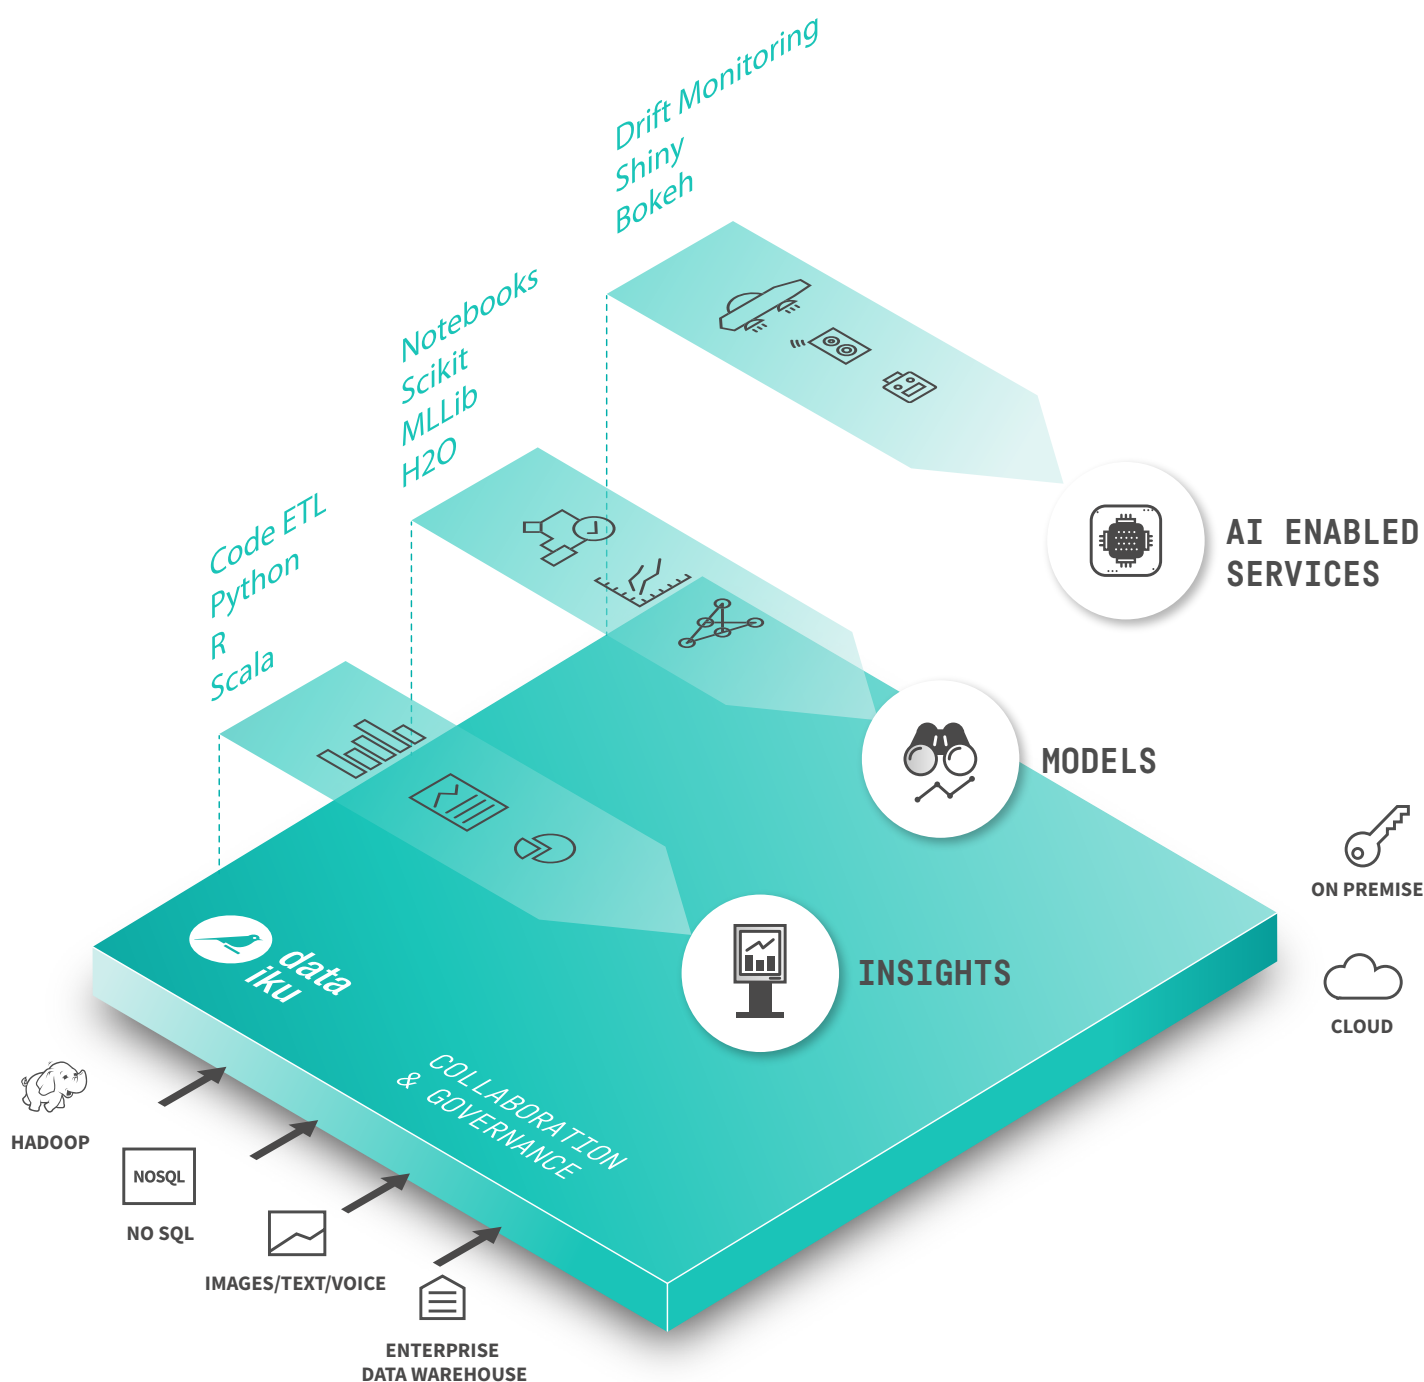 Drift Monitoring
Shiny
Bokeh
Notebooks
Scikit
MLLib
H2O
Code ETL
Python
R
Scala
AI ENABLED
SERVICES
MODELS
INSIGHTS
ON PREMISE
CLOUD
data
iku
COLLABORATION
& GOVERNANCE
HADOOP
NOSQL
NO SQL
IMAGES/TEXT/VOICE
ENTERPRISE
DATA WAREHOUSE